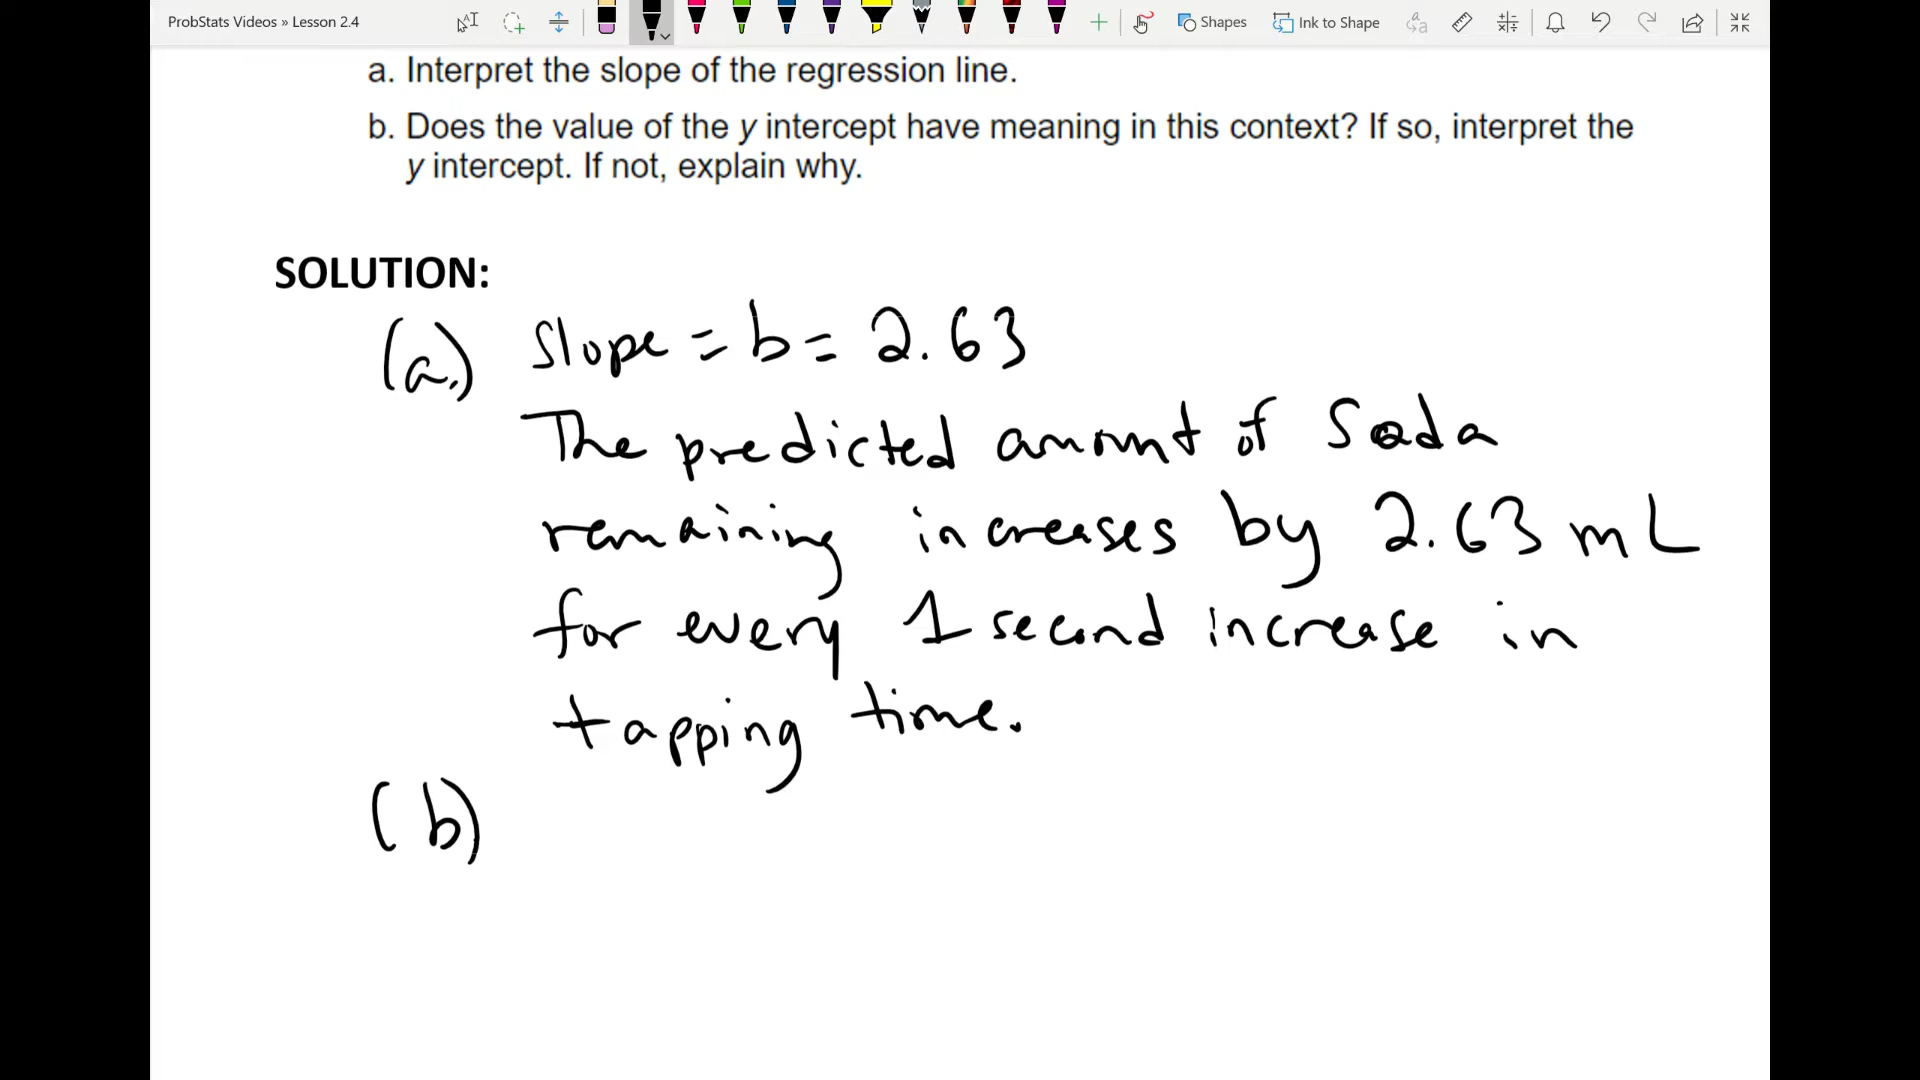 ProbStats Videos » Lesson 2.4
Shapes
Ink to Shape
a. Interpret the slope of the regression line.
b. Does the value of the y intercept have meaning in this context? If so, interpret the
y intercept. If not, explain why.
SOLUTION:
(a.) Slope = b = 2.63
The predicted amount of Soda
remaining increases by 2.63 mL
for every 1 second increase in
tapping time.
(b)